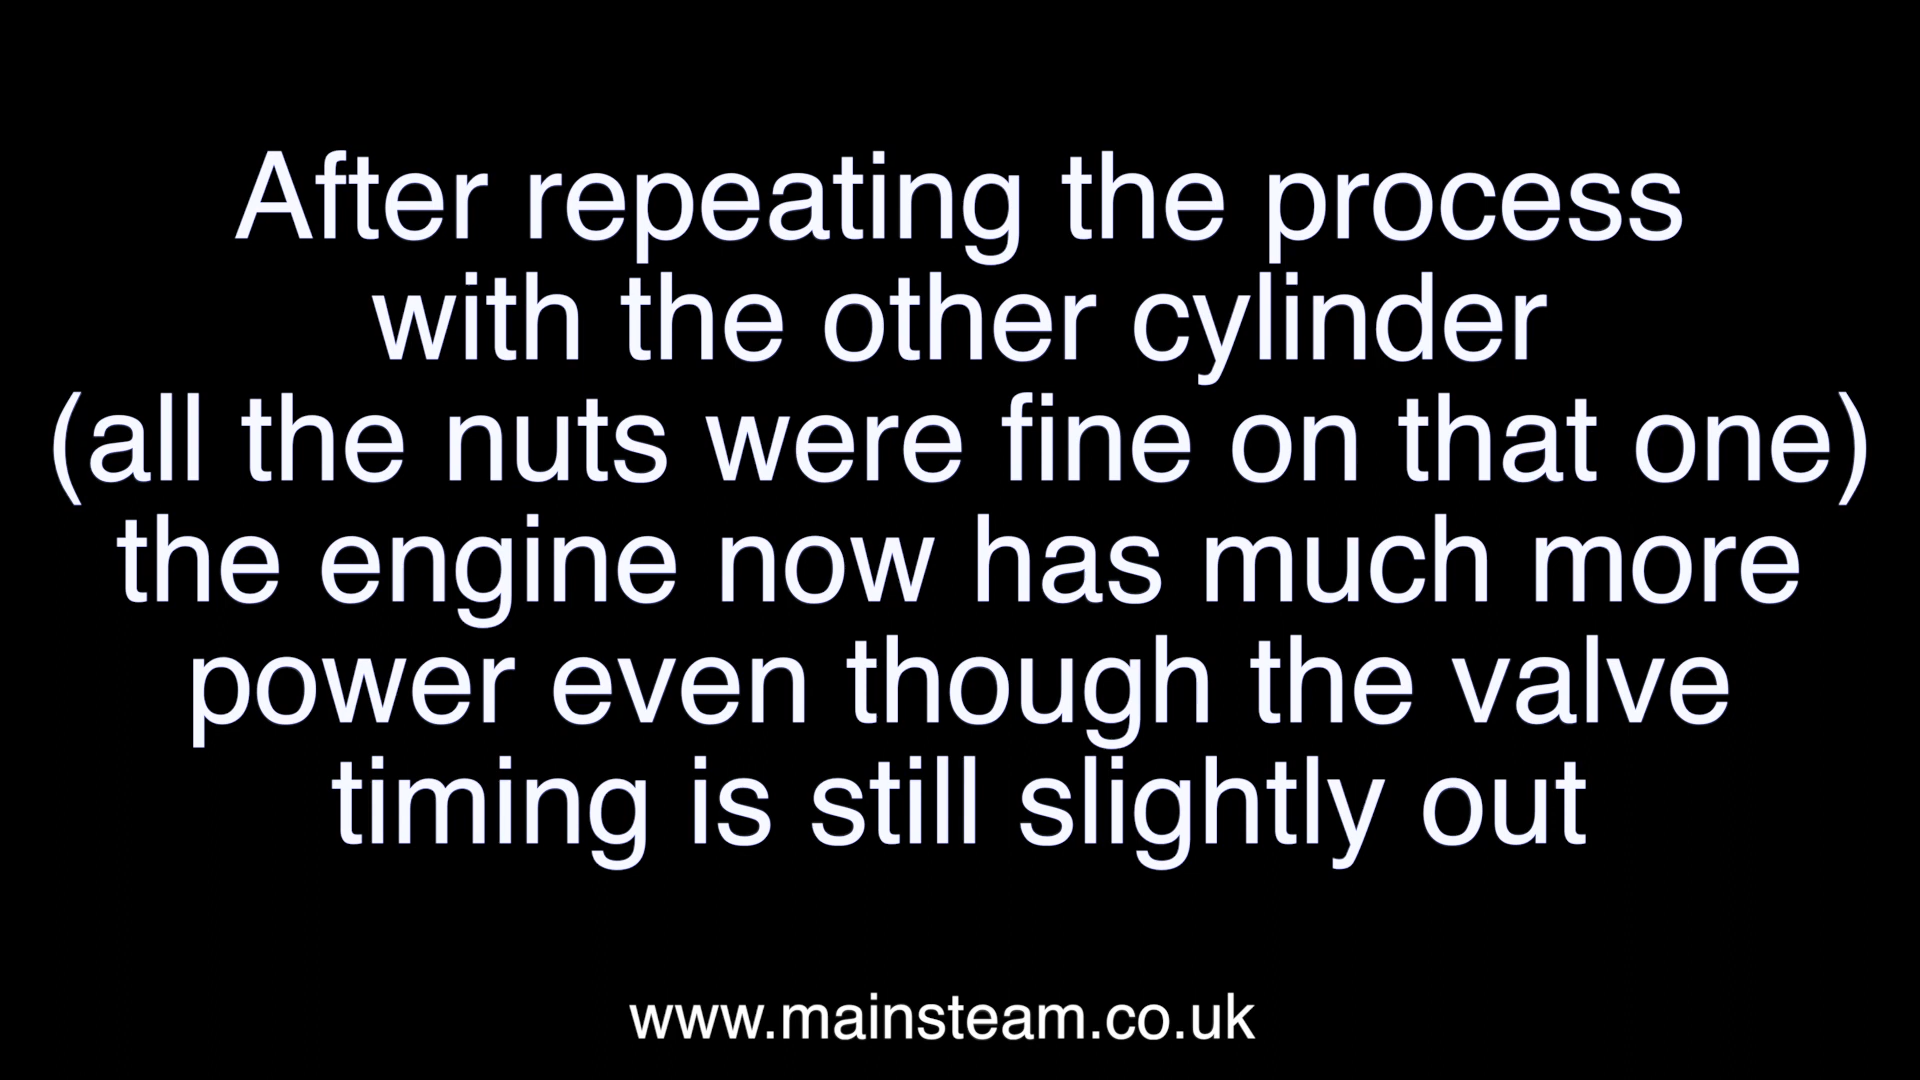 After repeating the process
with the other cylinder
(all the nuts were fine on that one)
the engine now has much more
power even though the valve
timing is still slightly out
www.mainsteam.co.uk